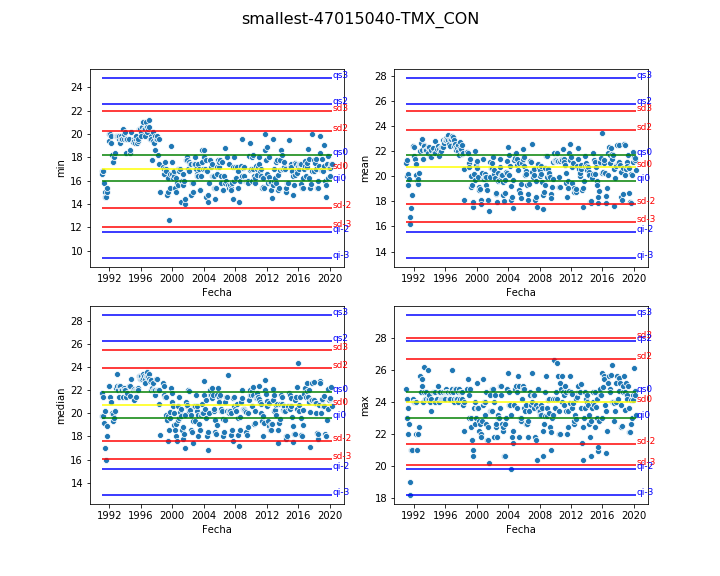 smallest-47015040-TMX_CON
min
24
22
20
18
16
14
12
10
qs3
qs2
sd3
sd2
qs0
sd0
qi0
sd-2
sd-3
qi-2
qi-3
1992 1996 2000 2004 2008 2012 2016 2020
Fecha
mean
28
26
24
22
20
18
16
14
qs3
qs2
sd3
sd2
qs0
sd0
qi0
sd-2
sd-3
qi-2
qi-3
1992 1996 2000 2004 2008 2012 2016 2020
Fecha
median
28
26
24
22
20
18
16
14
qs3
qs2
sd3
sd2
qs0
sd0
qi0
sd-2
sd-3
qi-2
qi-3
1992 1996 2000 2004 2008 2012 2016 2020
Fecha
max
28
26
24
22
20
18
qs3
sd3
qs2
sd2
qs0
sd0
qi0
sd-2
sd-3
qi-2
qi-3
1992 1996 2000 2004 2008 2012 2016 2020
Fecha